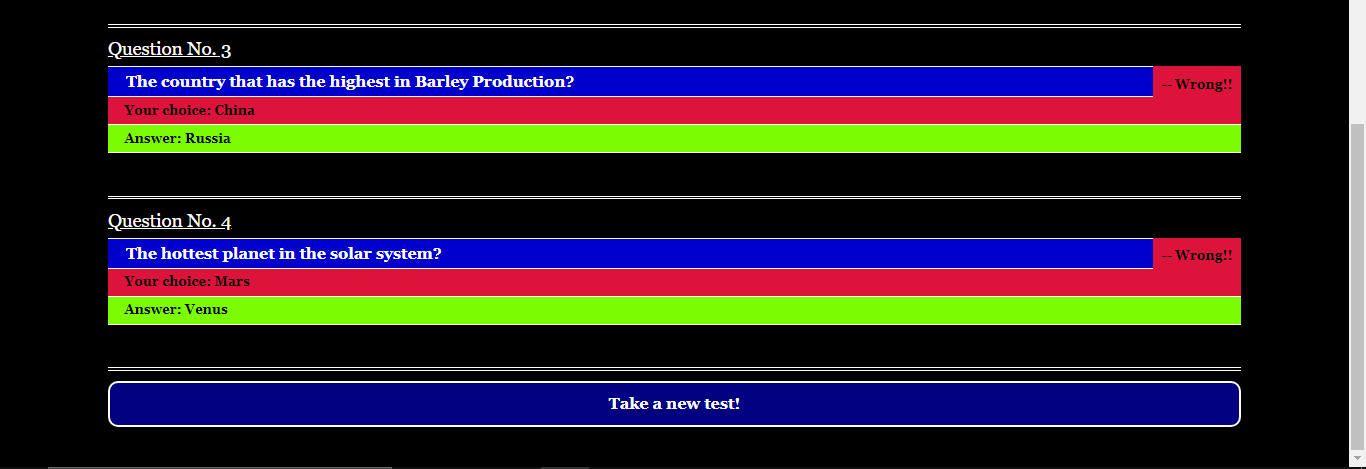 Question No. 3
The country that has the highest in Barley Production?
-- Wrong!!
Your choice: China
Answer: Russia
Question No. 4
The hottest planet in the solar system?
-- Wrong!!
Your choice: Mars
Answer: Venus
Take a new test!